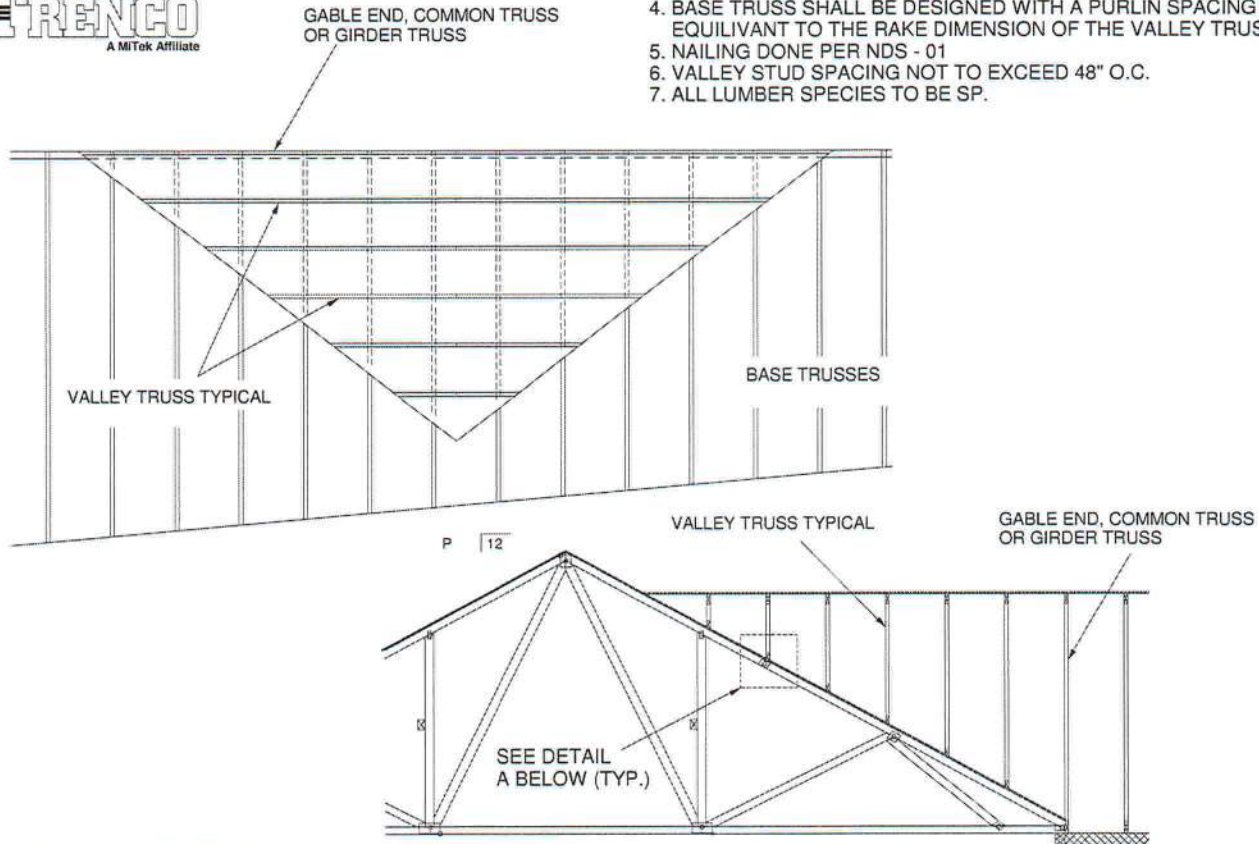 TRENCO
A MiTek Affiliate
GABLE END, COMMON TRUSS
OR GIRDER TRUSS
4. BASE TRUSS SHALL BE DESIGNED WITH A PURLIN SPACING
EQUILIVANT TO THE RAKE DIMENSION OF THE VALLEY TRUS
5. NAILING DONE PER NDS - 01
6. VALLEY STUD SPACING NOT TO EXCEED 48" O.C.
7. ALL LUMBER SPECIES TO BE SP.
VALLEY TRUSS TYPICAL
BASE TRUSSES
P 12
VALLEY TRUSS TYPICAL
GABLE END, COMMON TRUSS
OR GIRDER TRUSS
SEE DETAIL
A BELOW (TYP.)